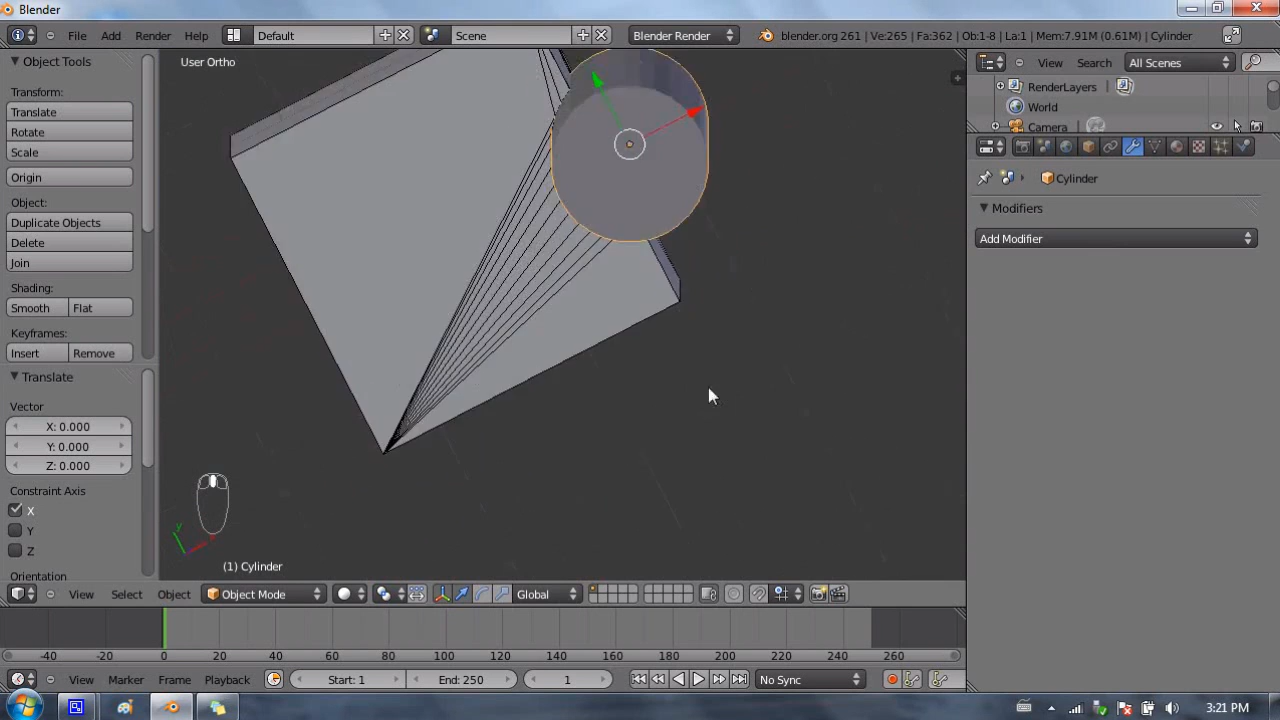 Blender
File Add Render Help Default Scene Blender Render blender.org 261 | Ve:265 | Fa:362 | Ob:1-8 | La:1 | Mem:7.91M (0.61M) | Cylinder
Object Tools
User Ortho
View Search All Scenes
Transform:
RenderLayers
Translate
World
Rotate
Camera
Scale
Origin
Cylinder
Object:
Modifiers
Duplicate Objects
Add Modifier
Delete
Join
Shading:
Smooth Flat
Keyframes:
Insert Remove
Translate
Vector
X: 0.000
Y: 0.000
Z: 0.000
Constraint Axis
X
Y
Z
y
Orientation
(1) Cylinder
View Select Object Object Mode Global
-40 -20 0 20 40 60 80 100 120 140 160 180 200 220 240 260
View Marker Frame Playback Start: 1 End: 250 1 No Sync
3:21 PM